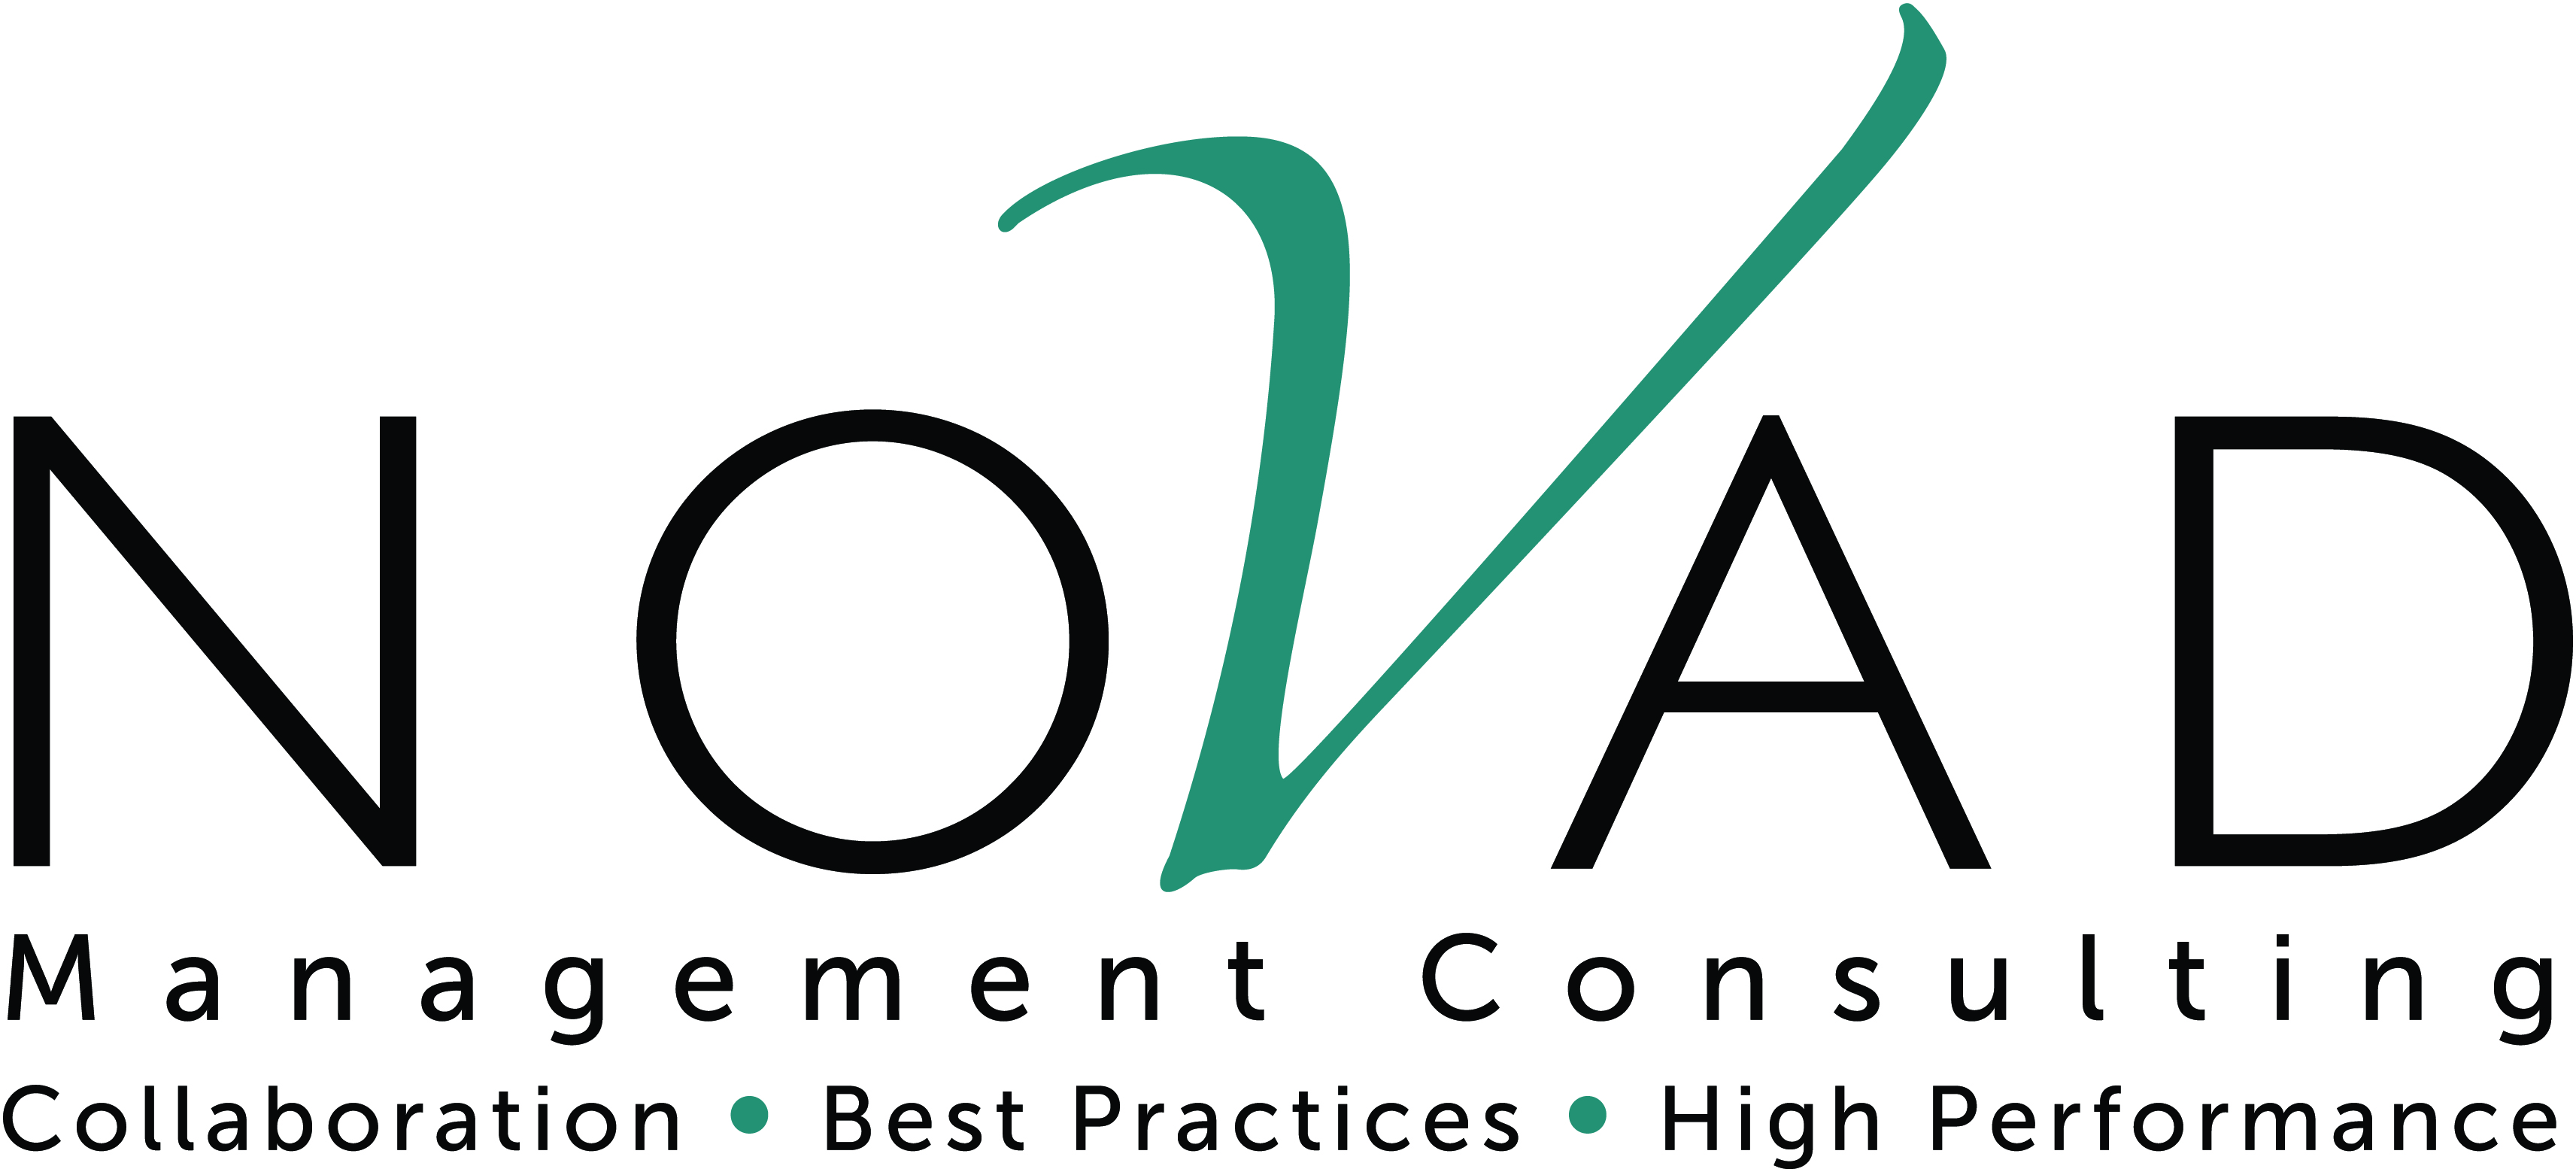 NOVAD
Management Consulting
Collaboration • Best Practices • High Performance